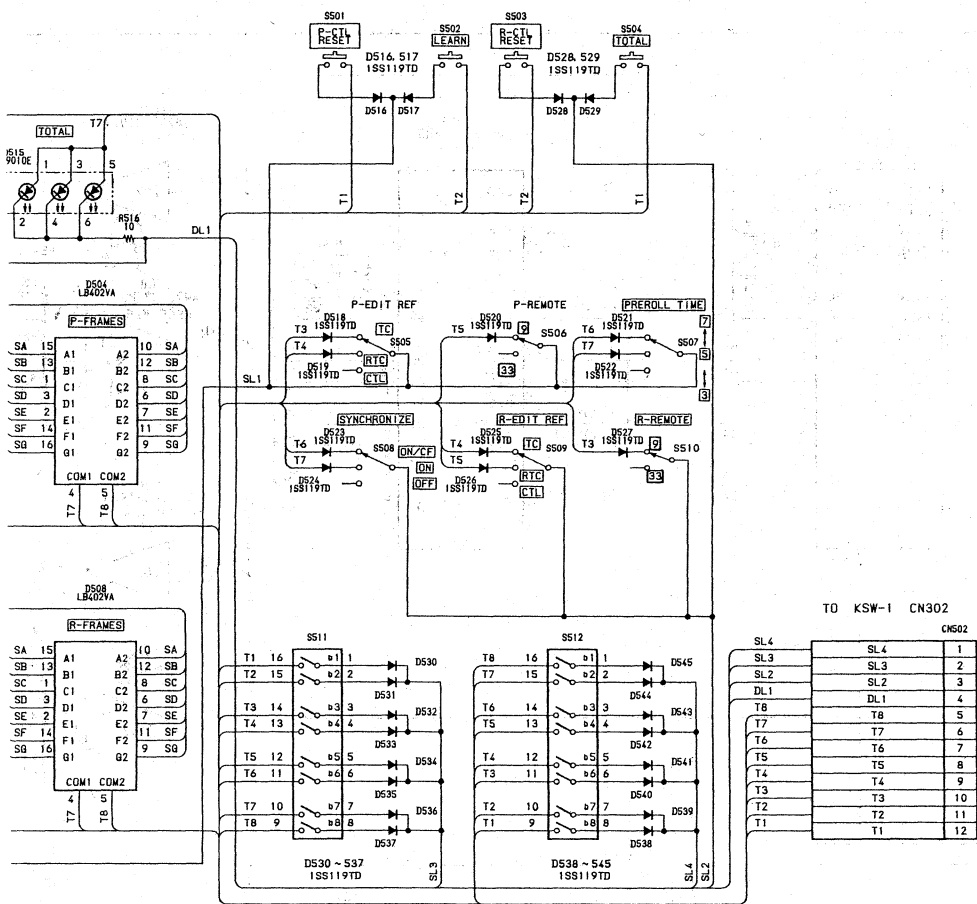 S501
P-CTL
RESET
S502
LEARN
D516, 517
1SS119TD
D516
D517
S503
R-CTL
RESET
S504
TOTAL
D528, 529
1SS119TD
D528
D529
T1
T2
T2
T1
TOTAL
T7
D515
9010E
1 3 5
2 4 6
R516
10
DL1
D504
LB402VA
P-FRAMES
SA 15 A1 A2 10 SA
SB 13 B1 B2 12 SB
SC 1 C1 C2 8 SC
SD 3 D1 D2 6 SD
SE 2 E1 E2 7 SE
SF 14 F1 F2 11 SF
SG 16 G1 G2 9 SG
COM1 COM2
4 5
T7 T8
SL1
P-EDIT REF
D518
1SS119TD
T3
T4
TC
S505
RTC
CTL
D519
1SS119TD
P-REMOTE
D520
1SS119TD
T5
9
S506
33
PREROLL TIME
D521
1SS119TD
T6
T7
7
S507
5
3
D522
1SS119TD
SYNCHRONIZE
D523
1SS119TD
T6
T7
S508
ON/CF
ON
OFF
D524
1SS119TD
R-EDIT REF
D525
1SS119TD
T4
T5
TC
S509
RTC
CTL
D526
1SS119TD
R-REMOTE
D527
1SS119TD
T3
9
S510
33
D508
LB402VA
R-FRAMES
SA 15 A1 A2 10 SA
SB 13 B1 B2 12 SB
SC 1 C1 C2 8 SC
SD 3 D1 D2 6 SD
SE 2 E1 E2 7 SE
SF 14 F1 F2 11 SF
SG 16 G1 G2 9 SG
COM1 COM2
4 5
T7 T8
S511
T1 16 b1 1 D530
T2 15 b2 2 D531
T3 14 b3 3 D532
T4 13 b4 4 D533
T5 12 b5 5 D534
T6 11 b6 6 D535
T7 10 b7 7 D536
T8 9 b8 8 D537
D530 ~ 537
1SS119TD
SL3
S512
T8 16 b1 1 D545
T7 15 b2 2 D544
T6 14 b3 3 D543
T5 13 b4 4 D542
T4 12 b5 5 D541
T3 11 b6 6 D540
T2 10 b7 7 D539
T1 9 b8 8 D538
D538 ~ 545
1SS119TD
SL4
SL2
TO KSW-1 CN302
CN502
SL4 SL4 1
SL3 SL3 2
SL2 SL2 3
DL1 DL1 4
T8 T8 5
T7 T7 6
T6 T6 7
T5 T5 8
T4 T4 9
T3 T3 10
T2 T2 11
T1 T1 12